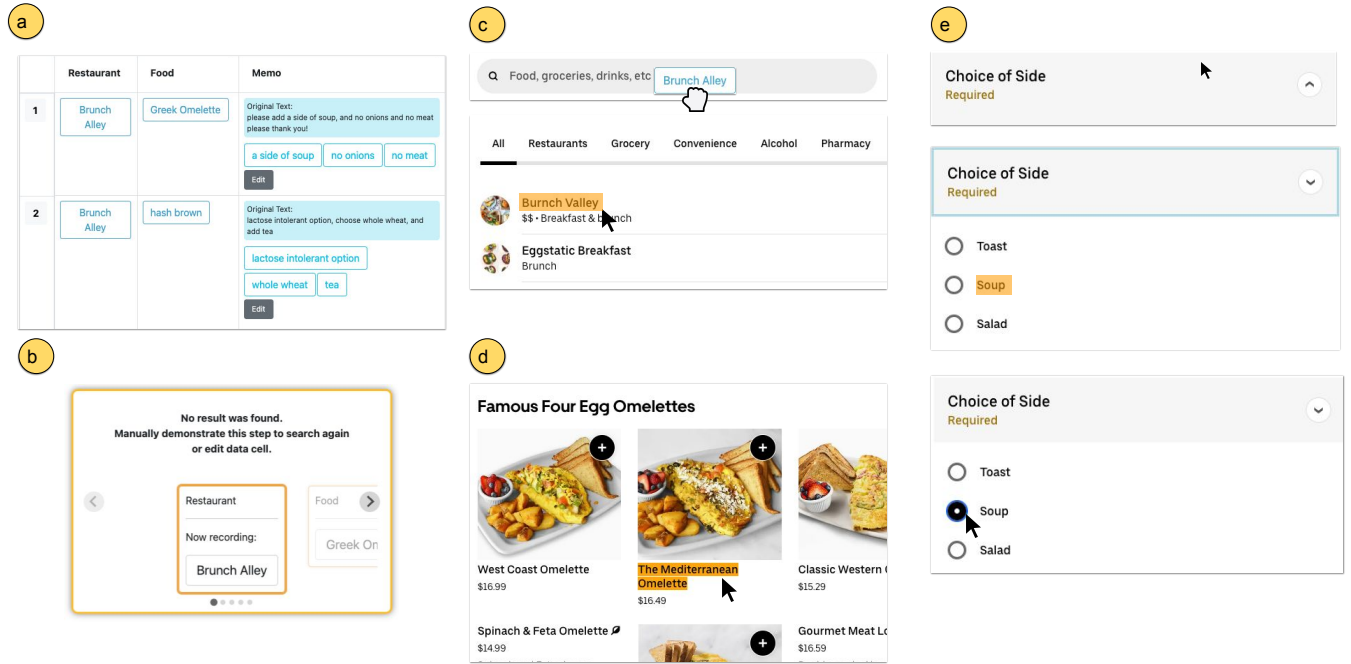 a
Restaurant Food Memo
1 Brunch Alley Greek Omelette
Original Text:
please add a side of soup, and no onions and no meat
please thank you!
a side of soup no onions no meat
Edit
2 Brunch Alley hash brown
Original Text:
lactose intolerant option, choose whole wheat, and
add tea
lactose intolerant option
whole wheat tea
Edit
b
No result was found.
Manually demonstrate this step to search again
or edit data cell.
Restaurant
Now recording:
Brunch Alley
Food
Greek On
c
Food, groceries, drinks, etc Brunch Alley
All Restaurants Grocery Convenience Alcohol Pharmacy
Burnch Valley
$$ • Breakfast & brunch
Eggstatic Breakfast
Brunch
d
Famous Four Egg Omelettes
West Coast Omelette
$16.99
The Mediterranean
Omelette
$16.49
Classic Western
$15.29
Spinach & Feta Omelette
$14.99
Gourmet Meat Lo
$16.59
e
Choice of Side
Required
Choice of Side
Required
Toast
Soup
Salad
Choice of Side
Required
Toast
Soup
Salad